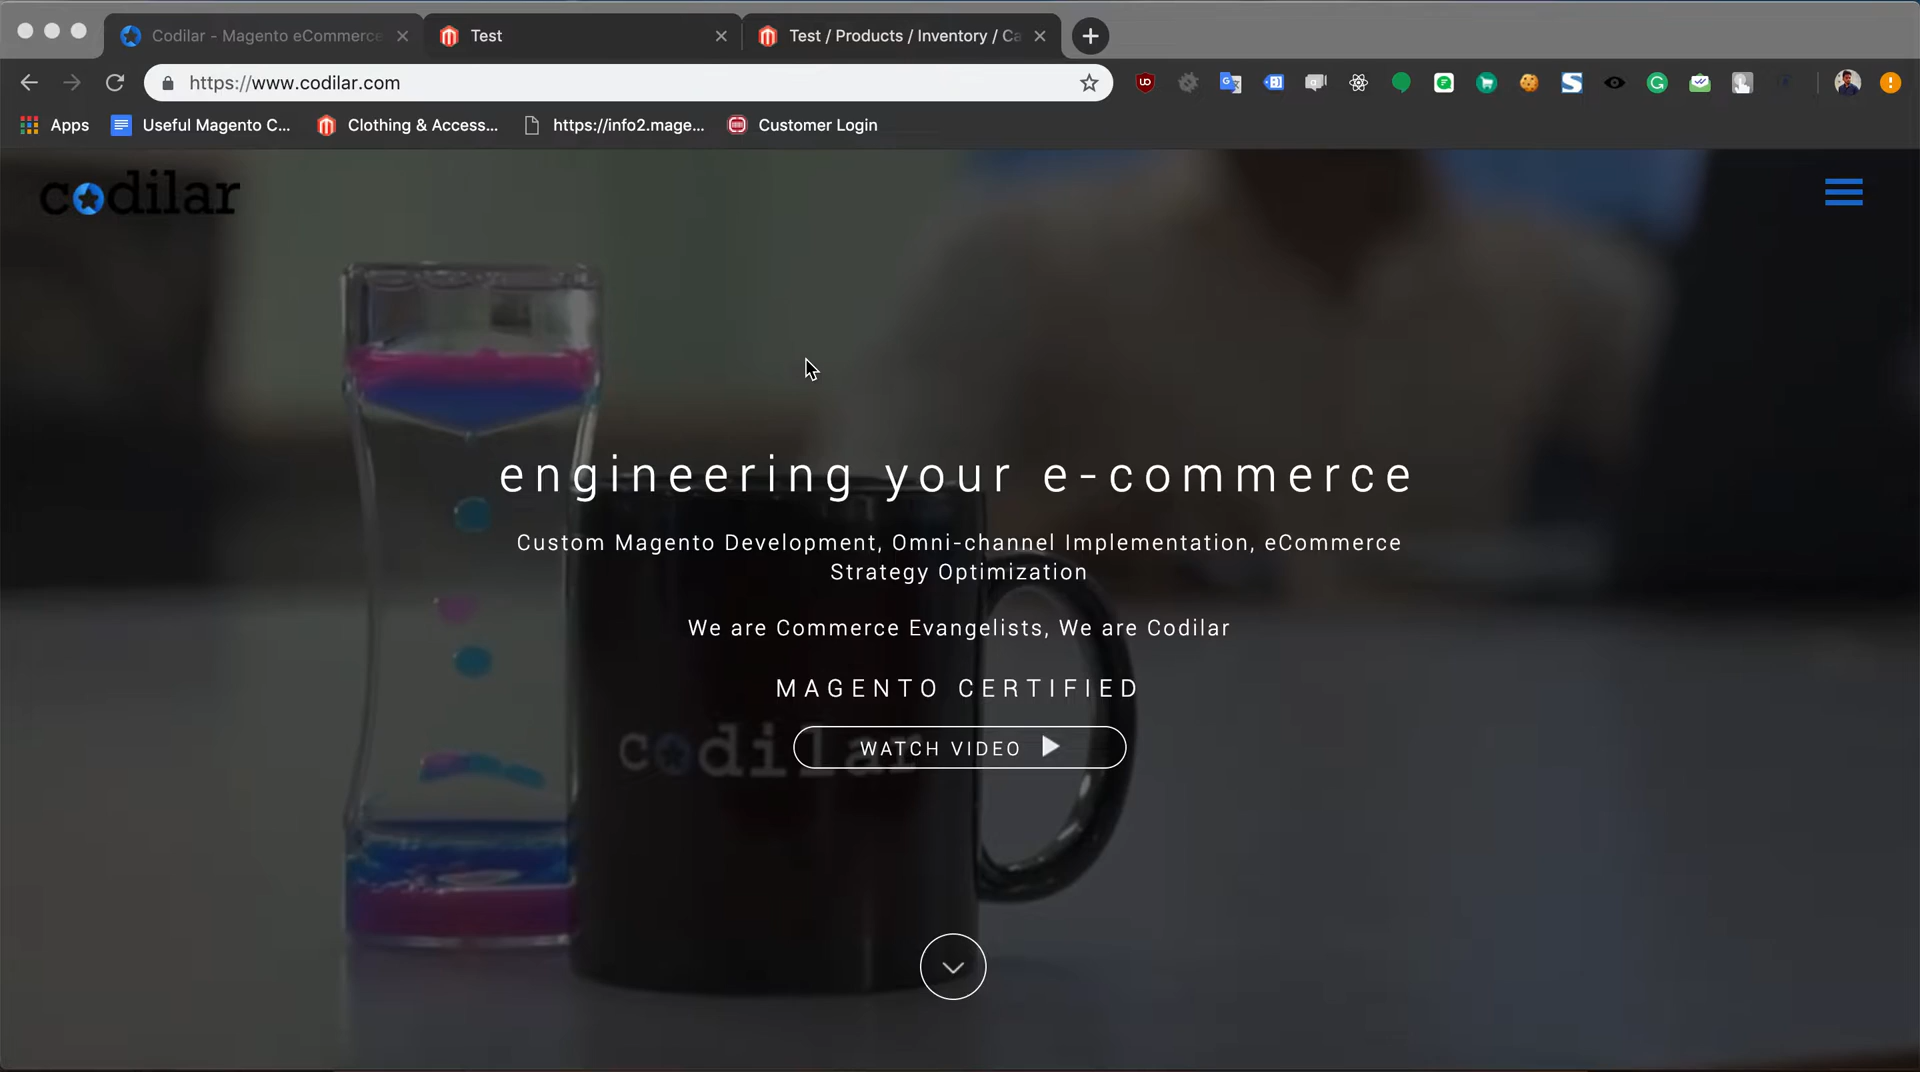 Codilar - Magento eCommerce
Test
Test / Products / Inventory / Ca
https://www.codilar.com
Apps
Useful Magento C...
Clothing & Access...
https://info2.mage...
Customer Login
codilar
engineering your e-commerce
Custom Magento Development, Omni-channel Implementation, eCommerce
Strategy Optimization
We are Commerce Evangelists, We are Codilar
MAGENTO CERTIFIED
WATCH VIDEO
codilar